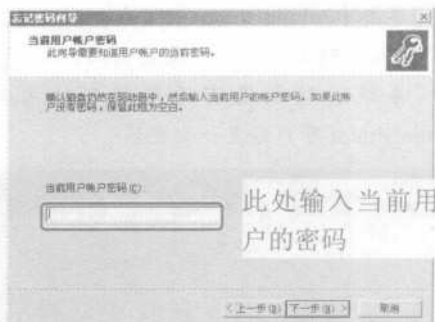 忘记密码向导
当前用户帐户密码
此向导需要知道用户帐户的当前密码。
确认磁盘仍然在驱动器中，然后输入当前用户的帐户密码。如果此帐
户没有密码，保留此框为空白。
当前用户帐户密码(C):
此处输入当前用
户的密码
<上一步(B) 下一步(N)> 取消